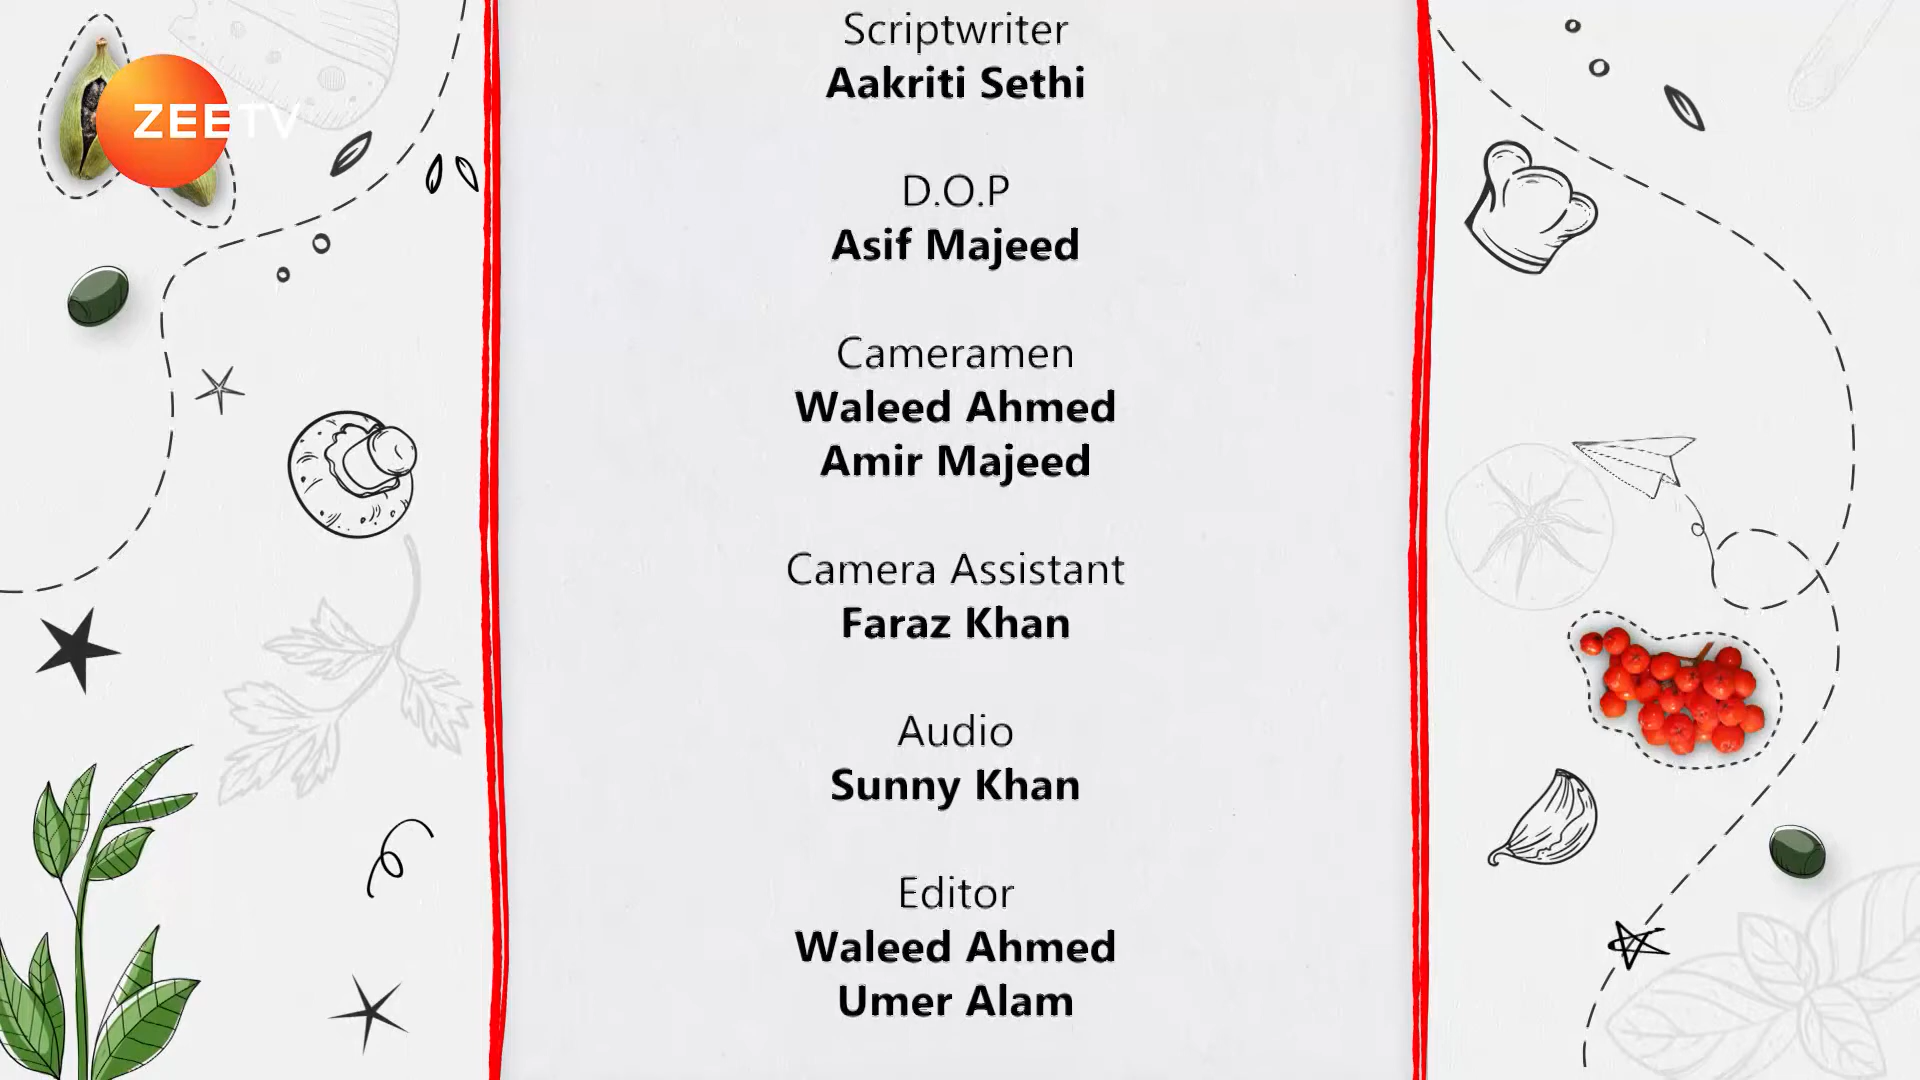 ZEETV
Scriptwriter
Aakriti Sethi
D.O.P
Asif Majeed
Cameramen
Waleed Ahmed
Amir Majeed
Camera Assistant
Faraz Khan
Audio
Sunny Khan
Editor
Waleed Ahmed
Umer Alam